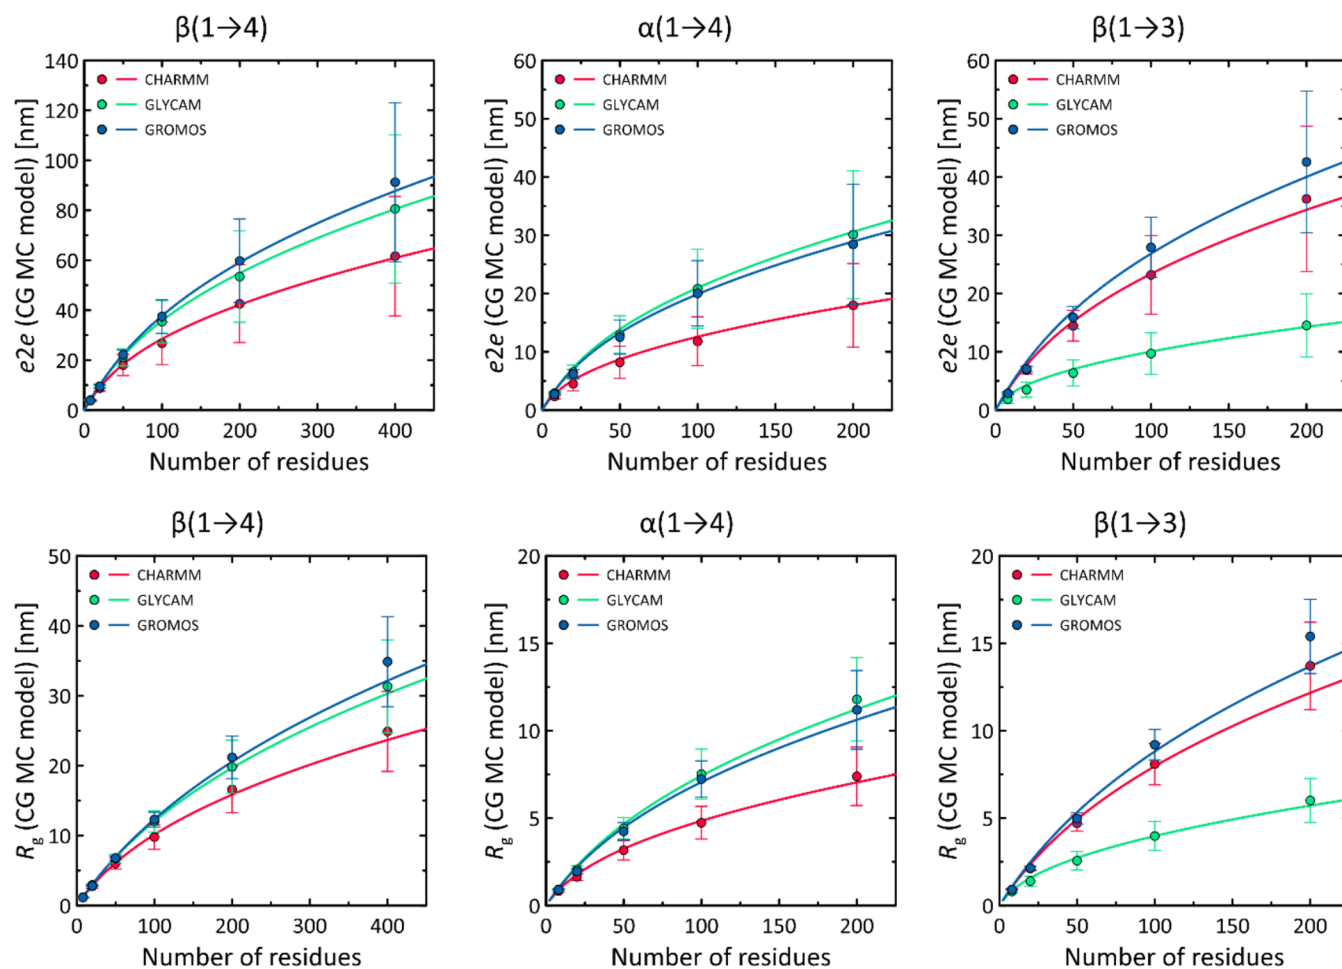 β(1→4)
140
120
100
80
60
40
20
0
e2e (CG MC model) [nm]
CHARMM
GLYCAM
GROMOS
0 100 200 300 400
Number of residues
α(1→4)
60
50
40
30
20
10
0
e2e (CG MC model) [nm]
CHARMM
GLYCAM
GROMOS
0 50 100 150 200
Number of residues
β(1→3)
60
50
40
30
20
10
0
e2e (CG MC model) [nm]
CHARMM
GLYCAM
GROMOS
0 50 100 150 200
Number of residues
β(1→4)
50
40
30
20
10
0
Rg (CG MC model) [nm]
CHARMM
GLYCAM
GROMOS
0 100 200 300 400
Number of residues
α(1→4)
20
15
10
5
0
Rg (CG MC model) [nm]
CHARMM
GLYCAM
GROMOS
0 50 100 150 200
Number of residues
β(1→3)
20
15
10
5
0
Rg (CG MC model) [nm]
CHARMM
GLYCAM
GROMOS
0 50 100 150 200
Number of residues